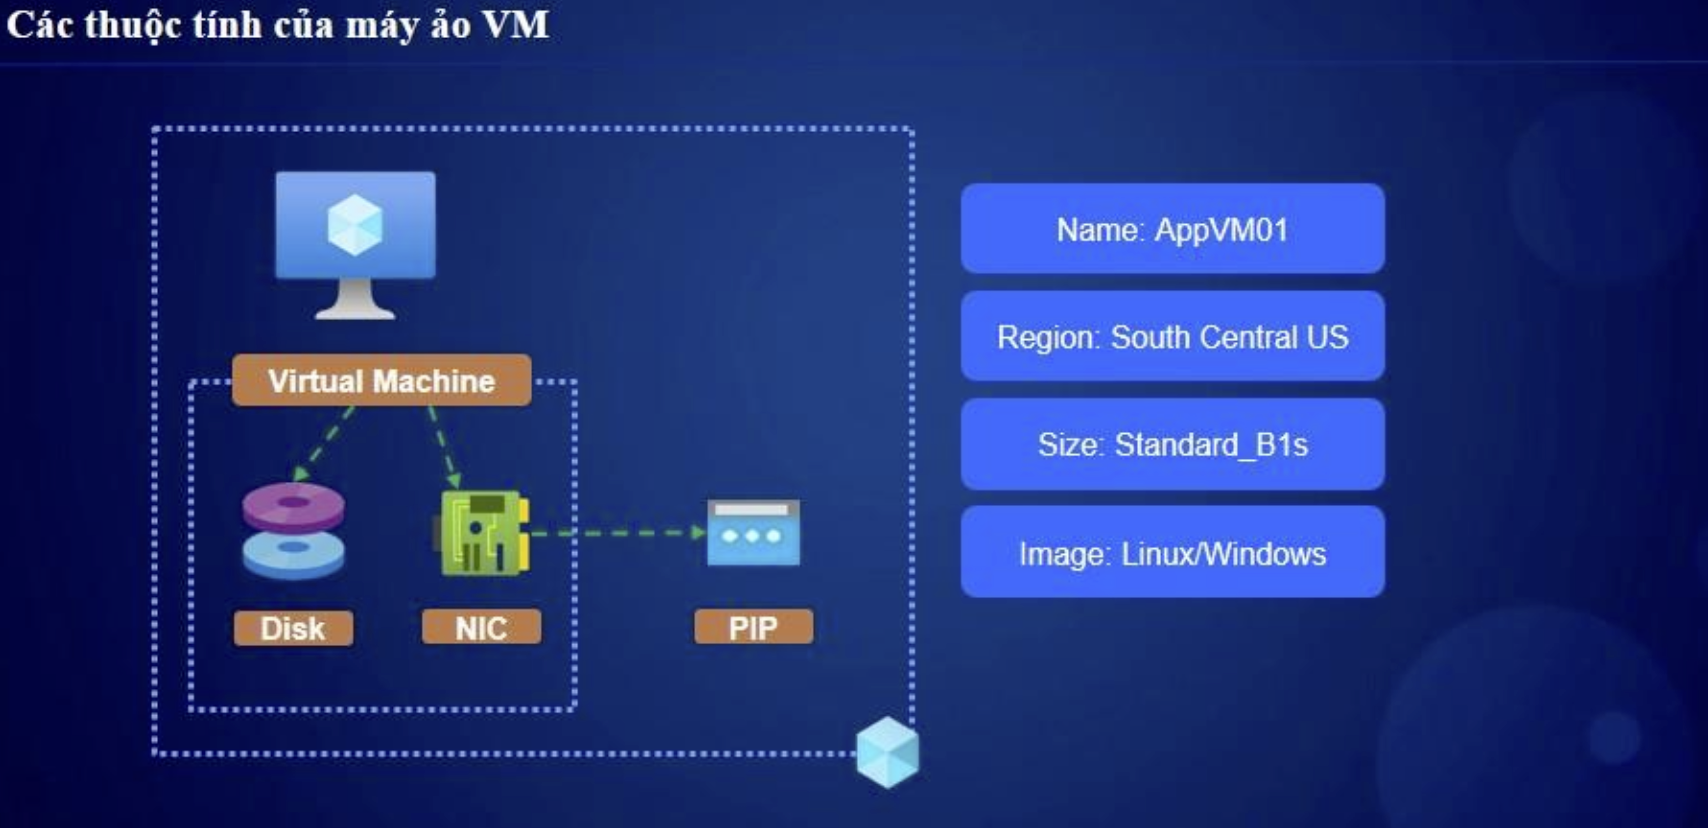 Các thuộc tính của máy ảo VM
Virtual Machine
Disk
NIC
PIP
Name: AppVM01
Region: South Central US
Size: Standard_B1s
Image: Linux/Windows